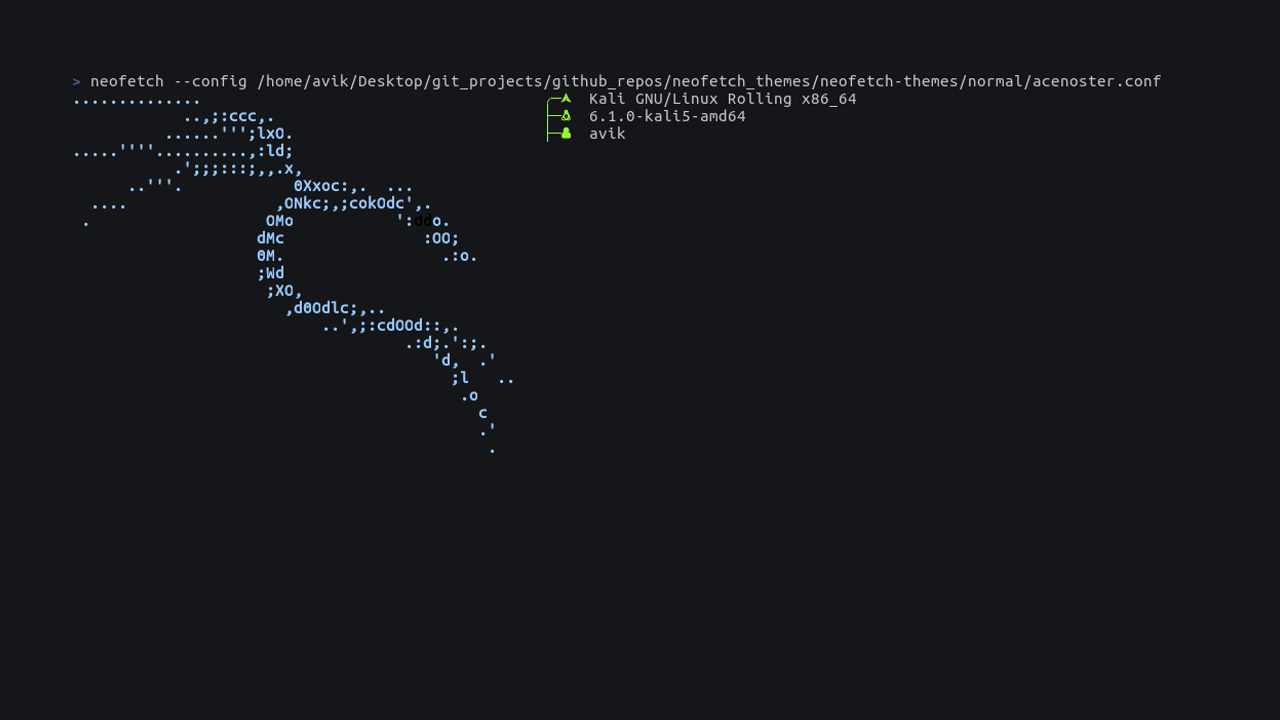 > neofetch --config /home/avik/Desktop/git_projects/github_repos/neofetch_themes/neofetch-themes/normal/acenoster.conf
..............
            ..,;:ccc,.
          ......''';lxO.
.....''''..........,:ld;
           .';;;:::;,,.x,
      ..'''.            0Xxoc:,.  ...
  ....                ,ONkc;,;cokOdc',.
 .                   OMo           ':ddo.
                    dMc               :OO;
                    0M.                 .:o.
                    ;Wd
                     ;XO,
                       ,d0Odlc;,..
                           ..',;:cdOOd::,.
                                    .:d;.':;.
                                       'd,  .'
                                         ;l   ..
                                          .o
                                            c
                                            .'
                                             .
Kali GNU/Linux Rolling x86_64
6.1.0-kali5-amd64
avik